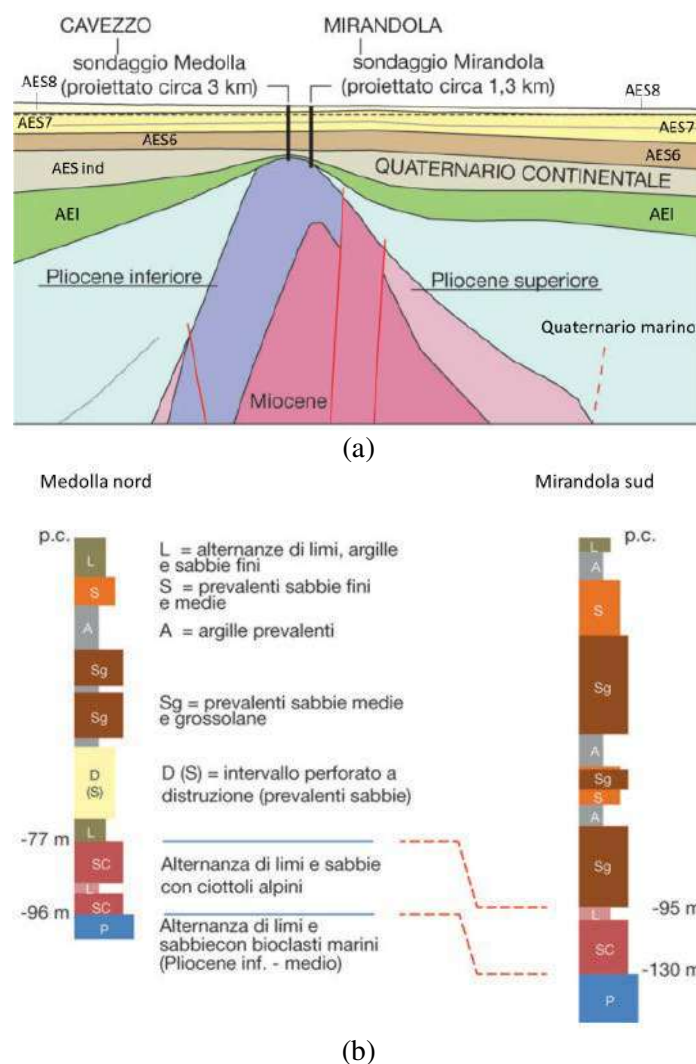 CAVEZZO
MIRANDOLA
sondaggio Medolla
(proiettato circa 3 km)
sondaggio Mirandola
(proiettato circa 1,3 km)
AES8
AES8
AES7
AES7
AES6
AES6
AES ind
QUATERNARIO CONTINENTALE
AEI
AEI
Pliocene inferiore
Pliocene superiore
Quaternario marino
Miocene
(a)
Medolla nord
Mirandola sud
p.c.
p.c.
L
S
A
Sg
Sg
D
(S)
L
-77 m
SC
L
SC
-96 m
P
L = alternanze di limi, argille
e sabbie fini
S = prevalenti sabbie fini
e medie
A = argille prevalenti
Sg = prevalenti sabbie medie
e grossolane
D (S) = intervallo perforato a
distruzione (prevalenti sabbie)
Alternanza di limi e sabbie
con ciottoli alpini
Alternanza di limi e
sabbiecon bioclasti marini
(Pliocene inf. - medio)
L
A
S
Sg
A
Sg
S
A
Sg
-95 m
L
SC
-130 m
P
(b)